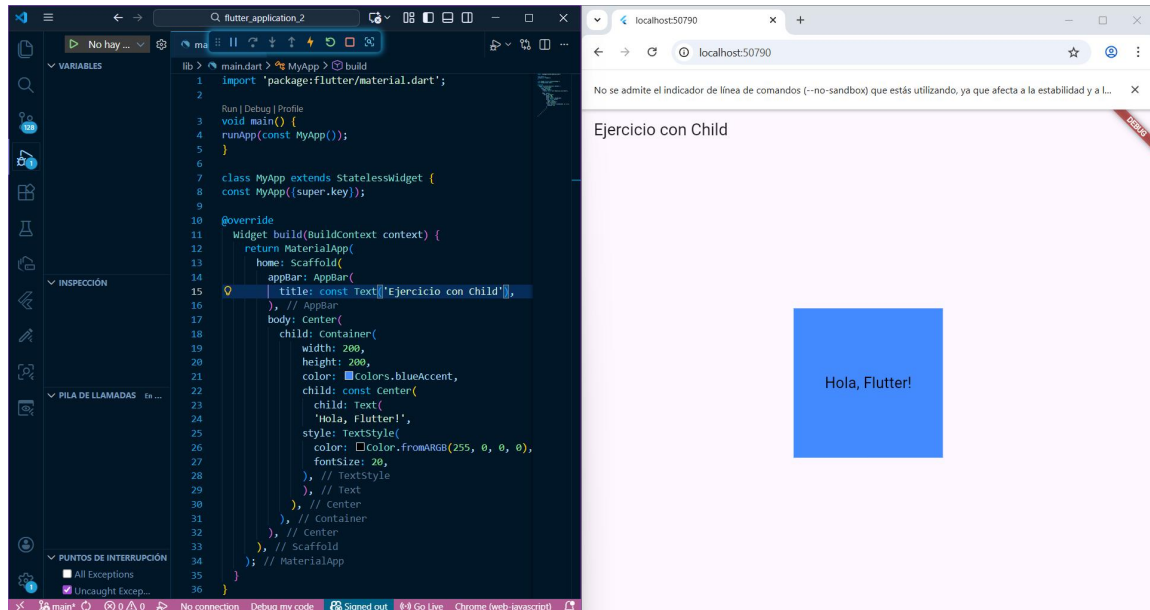 flutter_application_2
No hay ...
main.dart
VARIABLES
INSPECCIÓN
PILA DE LLAMADAS En ...
PUNTOS DE INTERRUPCIÓN
All Exceptions
Uncaught Excep...
128
1
1
lib > main.dart > MyApp > build
1 import 'package:flutter/material.dart';
2
Run | Debug | Profile
3 void main() {
4 runApp(const MyApp());
5 }
6
7 class MyApp extends StatelessWidget {
8 const MyApp({super.key});
9
10 @override
11 Widget build(BuildContext context) {
12 return MaterialApp(
13 home: Scaffold(
14 appBar: AppBar(
15 title: const Text('Ejercicio con Child'),
16 ), // AppBar
17 body: Center(
18 child: Container(
19 width: 200,
20 height: 200,
21 color: Colors.blueAccent,
22 child: const Center(
23 child: Text(
24 'Hola, Flutter!',
25 style: TextStyle(
26 color: Color.fromARGB(255, 0, 0, 0),
27 fontSize: 20,
28 ), // TextStyle
29 ), // Text
30 ), // Center
31 ), // Container
32 ), // Center
33 ), // Scaffold
34 ); // MaterialApp
35 }
36 }
main* 0 0 0 No connection Debug my code Signed out Go Live Chrome (web-javascript)
localhost:50790
localhost:50790
No se admite el indicador de línea de comandos (--no-sandbox) que estás utilizando, ya que afecta a la estabilidad y a l...
DEBUG
Ejercicio con Child
Hola, Flutter!